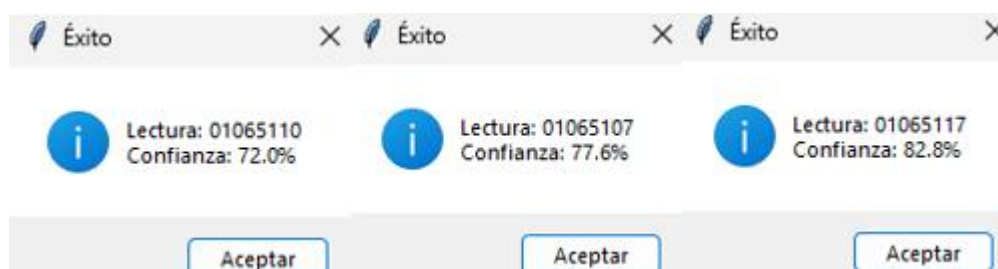 Éxito
Lectura: 01065110
Confianza: 72.0%
Aceptar
Éxito
Lectura: 01065107
Confianza: 77.6%
Aceptar
Éxito
Lectura: 01065117
Confianza: 82.8%
Aceptar